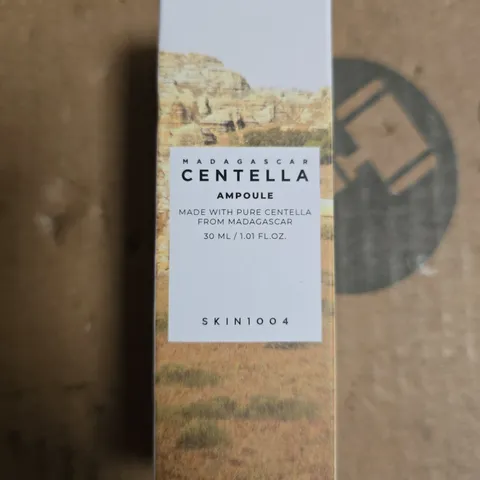 MADAGASCAR
CENTELLA
AMPOULE
MADE WITH PURE CENTELLA
FROM MADAGASCAR
30 ML / 1.01 FL.OZ.
SKIN1004